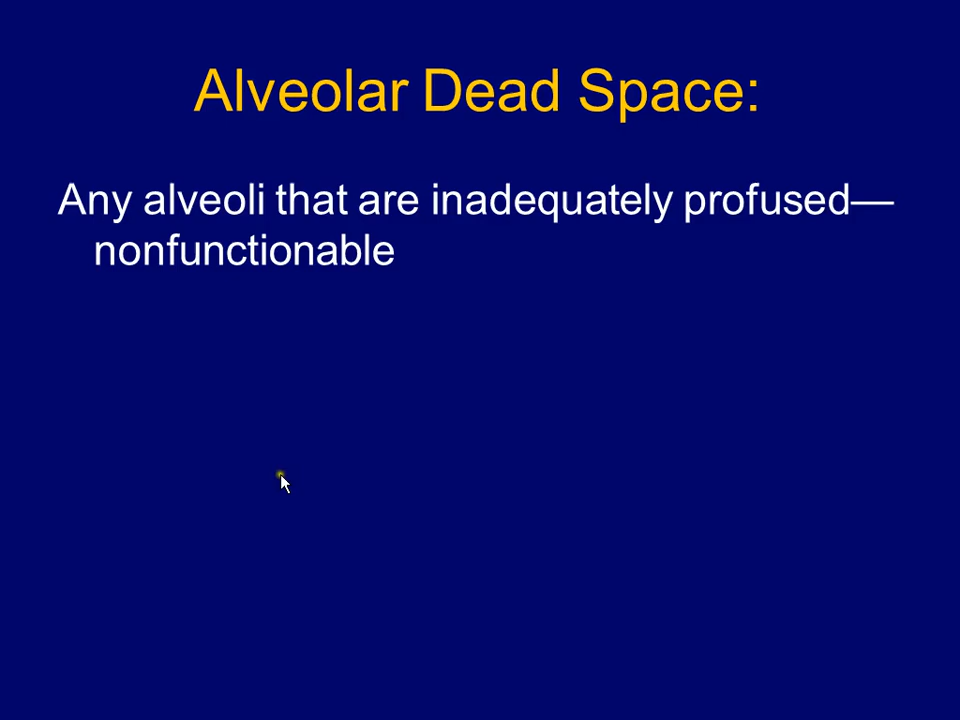 Alveolar Dead Space:
Any alveoli that are inadequately profused—
nonfunctionable